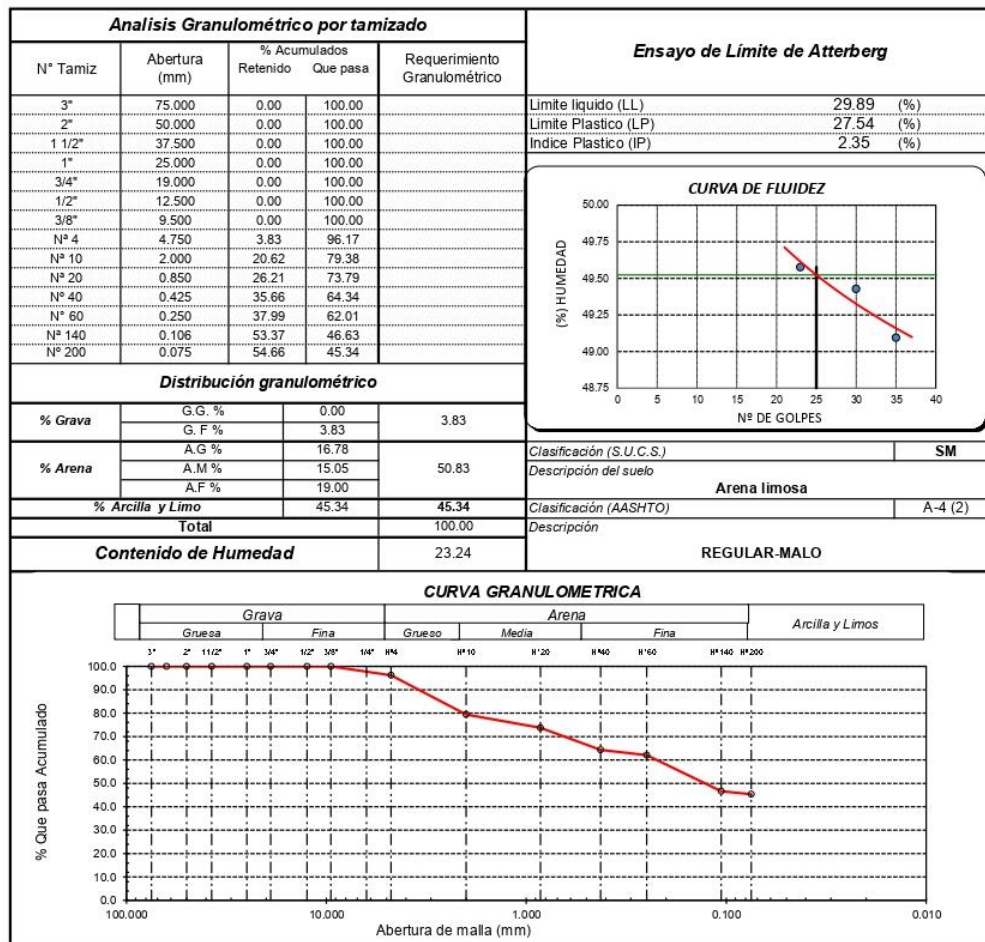 Analisis Granulométrico por tamizado
N° Tamiz Abertura (mm) % Acumulados Retenido Que pasa Requerimiento Granulométrico
3" 75.000 0.00 100.00
2" 50.000 0.00 100.00
1 1/2" 37.500 0.00 100.00
1" 25.000 0.00 100.00
3/4" 19.000 0.00 100.00
1/2" 12.500 0.00 100.00
3/8" 9.500 0.00 100.00
Nª 4 4.750 3.83 96.17
Nª 10 2.000 20.62 79.38
Nª 20 0.850 26.21 73.79
Nº 40 0.425 35.66 64.34
N° 60 0.250 37.99 62.01
Nª 140 0.106 53.37 46.63
Nº 200 0.075 54.66 45.34
Distribución granulométrico
% Grava G.G. % 0.00 3.83
G. F % 3.83
% Arena A.G % 16.78 50.83
A.M % 15.05
A.F % 19.00
% Arcilla y Limo 45.34 45.34
Total 100.00
Contenido de Humedad 23.24
Ensayo de Límite de Atterberg
Limite liquido (LL) 29.89 (%)
Limite Plastico (LP) 27.54 (%)
Indice Plastico (IP) 2.35 (%)
CURVA DE FLUIDEZ
(%) HUMEDAD
50.00
49.75
49.50
49.25
49.00
48.75
0 5 10 15 20 25 30 35 40
Nº DE GOLPES
Clasificación (S.U.C.S.) SM
Descripción del suelo
Arena limosa
Clasificación (AASHTO) A-4 (2)
Descripción
REGULAR-MALO
CURVA GRANULOMETRICA
Grava Arena Arcilla y Limos
Gruesa Fina Grueso Media Fina
3" 2" 11/2" 1" 3/4" 1/2" 3/8" 1/4" Nº4 Nº10 Nº20 Nº40 Nº60 Nº140 Nº200
% Que pasa Acumulado
100.0
90.0
80.0
70.0
60.0
50.0
40.0
30.0
20.0
10.0
0.0
100.000 10.000 1.000 0.100 0.010
Abertura de malla (mm)